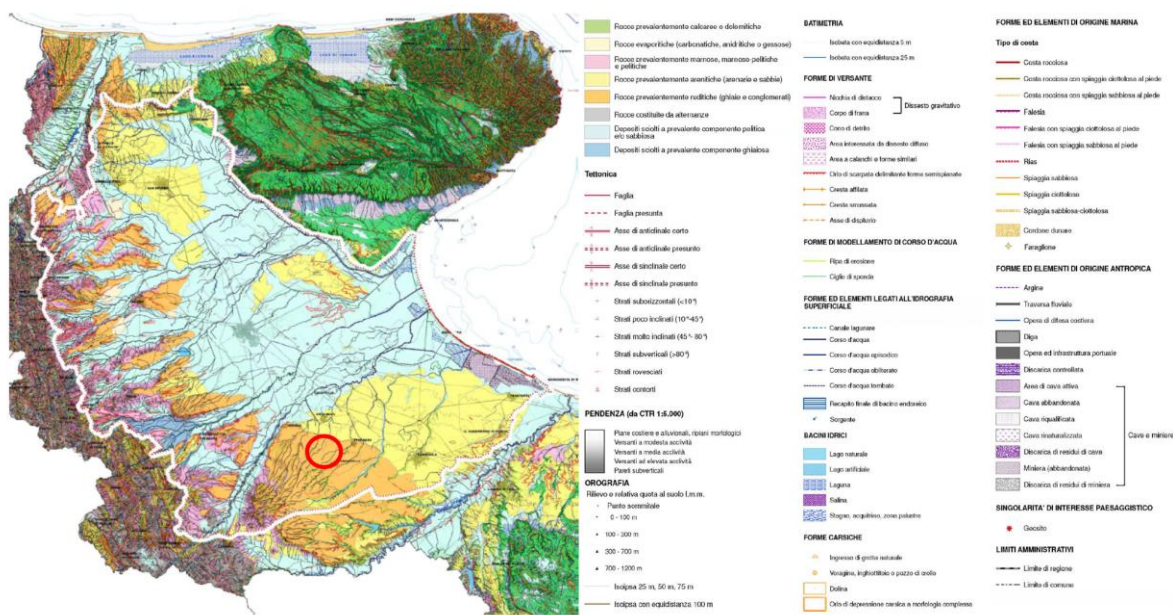 Rocce prevalentemente calcaree o dolomitiche
Rocce evaporitiche (carbonatiche, anidritiche o gessose)
Rocce prevalentemente marnose, marnoso-pelitiche
e pelitiche
Rocce prevalentemente arenitiche (arenarie e sabbie)
Rocce prevalentemente ruditiche (ghiaie e conglomerati)
Rocce costituite da alternanze
Depositi sciolti a prevalente componente pelitica
e/o sabbiosa
Depositi sciolti a prevalente componente ghiaiosa
Tettonica
Faglia
Faglia presunta
Asse di anticlinale certo
Asse di anticlinale presunto
Asse di sinclinale certo
Asse di sinclinale presunto
Strati suborizzontali (<10°)
Strati poco inclinati (10°-45°)
Strati molto inclinati (45°- 80°)
Strati subverticali (>80°)
Strati rovesciati
Strati contorti
PENDENZA (da CTR 1:5.000)
Piane costiere e alluvionali, ripiani morfologici
Versanti a modesta acclività
Versanti a media acclività
Versanti ad elevata acclività
Pareti subverticali
OROGRAFIA
Rilievo e relativa quota al suolo l.m.m.
Punto sommitale
0 - 100 m
100 - 300 m
300 - 700 m
700 - 1200 m
Isoipsa 25 m, 50 m, 75 m
Isoipsa con equidistanza 100 m
BATIMETRIA
Isobata con equidistanza 5 m
Isobata con equidistanza 25 m
FORME DI VERSANTE
Nicchia di distacco
Corpo di frana
Dissesto gravitativo
Cono di detrito
Area interessata da dissesto diffuso
Area a calanchi e forme similari
Orlo di scarpata delimitante forme semispianate
Cresta affilata
Cresta smussata
Asse di displuvio
FORME DI MODELLAMENTO DI CORSO D'ACQUA
Ripa di erosione
Ciglio di sponda
FORME ED ELEMENTI LEGATI ALL'IDROGRAFIA
SUPERFICIALE
Canale lagunare
Corso d'acqua
Corso d'acqua episodico
Corso d'acqua obliterato
Corso d'acqua tombato
Recapito finale di bacino endoreico
Sorgente
BACINI IDRICI
Lago naturale
Lago artificiale
Laguna
Salina
Stagno, acquitrino, zona palustre
FORME CARSICHE
Ingresso di grotta naturale
Voragine, inghiottitoio o pozzo di crollo
Dolina
Orlo di depressione carsica a morfologia complessa
FORME ED ELEMENTI DI ORIGINE MARINA
Tipo di costa
Costa rocciosa
Costa rocciosa con spiaggia ciottolosa al piede
Costa rocciosa con spiaggia sabbiosa al piede
Falesia
Falesia con spiaggia ciottolosa al piede
Falesia con spiaggia sabbiosa al piede
Rias
Spiaggia sabbiosa
Spiaggia ciottolosa
Spiaggia sabbiosa-ciottolosa
Cordone dunare
Faraglione
FORME ED ELEMENTI DI ORIGINE ANTROPICA
Argine
Traversa fluviale
Opera di difesa costiera
Diga
Opera ed infrastruttura portuale
Discarica controllata
Area di cava attiva
Cava abbandonata
Cava riqualificata
Cava rinaturalizzata
Discarica di residui di cava
Miniera (abbandonata)
Discarica di residui di miniera
Cava e miniera
SINGOLARITA' DI INTERESSE PAESAGGISTICO
Geosito
LIMITI AMMINISTRATIVI
Limite di regione
Limite di comune